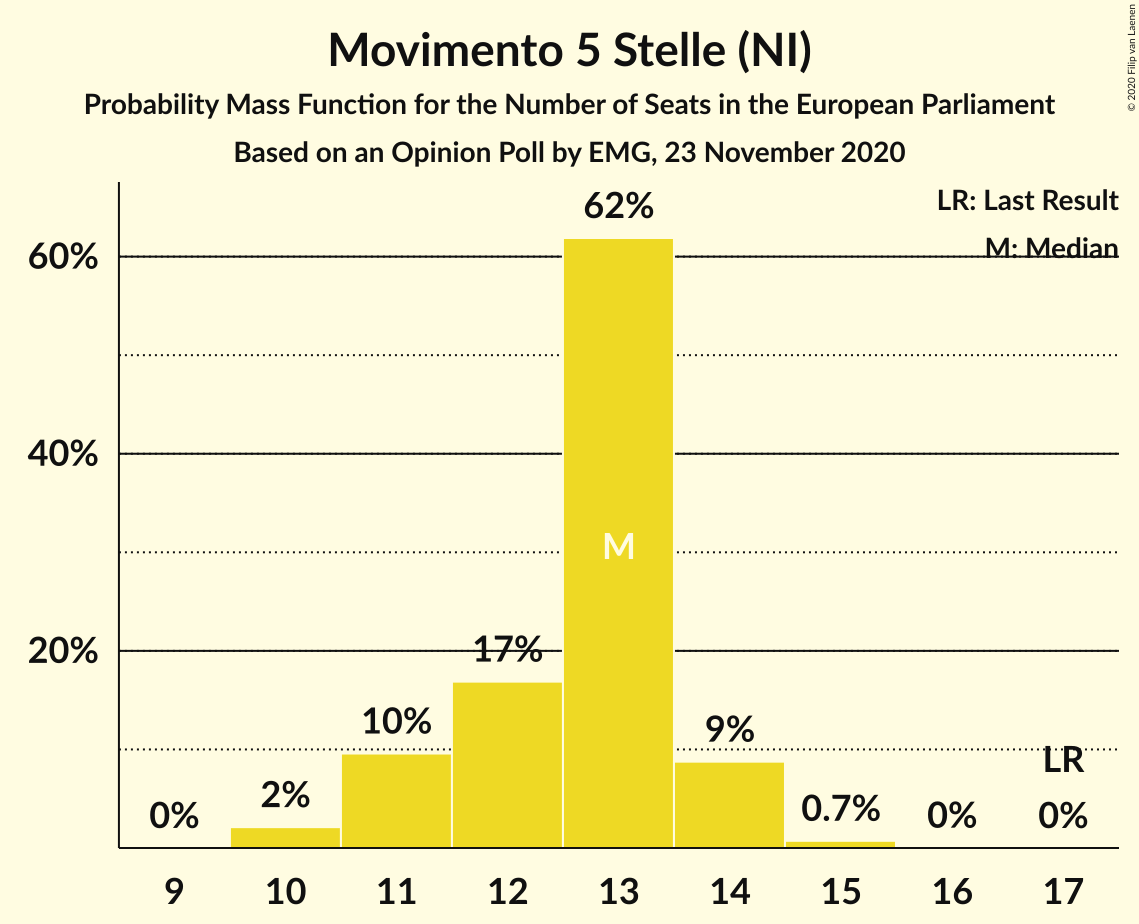 Movimento 5 Stelle (NI)
Probability Mass Function for the Number of Seats in the European Parliament
Based on an Opinion Poll by EMG, 23 November 2020
© 2020 Filip van Laenen
LR: Last Result
M: Median
60%
40%
20%
0%
2%
10%
17%
62%
M
9%
0.7%
0%
LR
0%
9 10 11 12 13 14 15 16 17